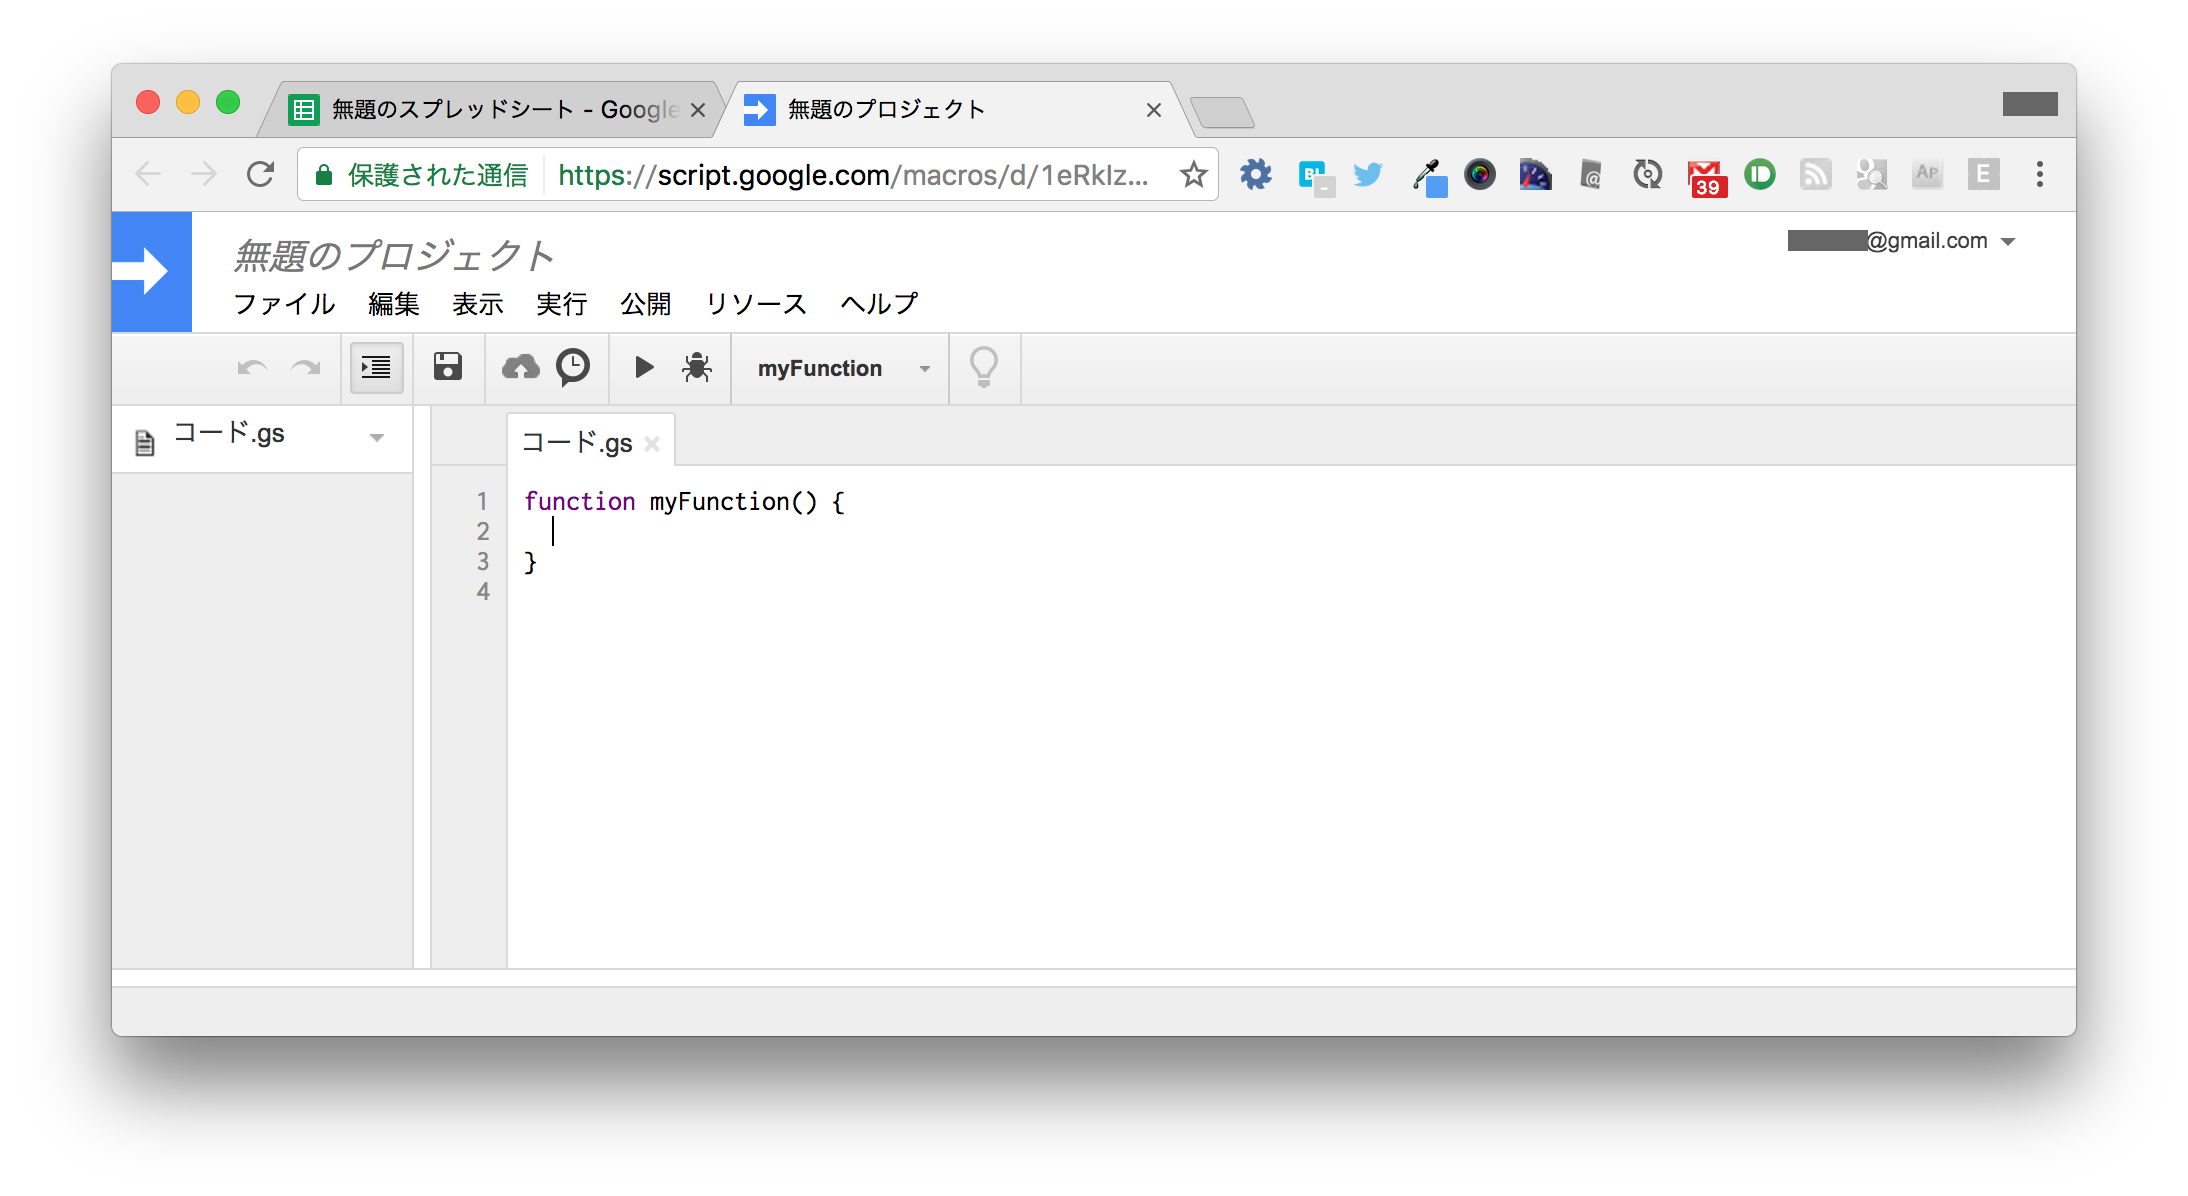 無題のスプレッドシート - Google
無題のプロジェクト
保護された通信 https://script.google.com/macros/d/1eRkIz...
B!
39
AP
E
無題のプロジェクト
@gmail.com
ファイル 編集 表示 実行 公開 リソース ヘルプ
myFunction
コード.gs
コード.gs
1 function myFunction() {
2
3 }
4